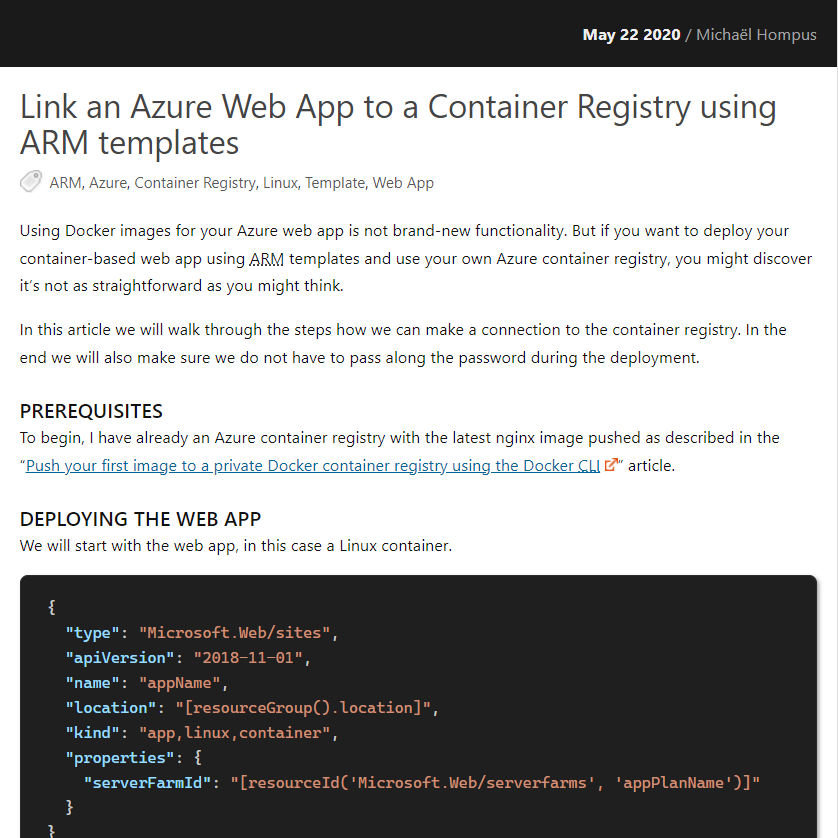 May 22 2020 / Michaël Hompus
Link an Azure Web App to a Container Registry using
ARM templates
ARM, Azure, Container Registry, Linux, Template, Web App
Using Docker images for your Azure web app is not brand-new functionality. But if you want to deploy your
container-based web app using ARM templates and use your own Azure container registry, you might discover
it’s not as straightforward as you might think.
In this article we will walk through the steps how we can make a connection to the container registry. In the
end we will also make sure we do not have to pass along the password during the deployment.
PREREQUISITES
To begin, I have already an Azure container registry with the latest nginx image pushed as described in the
“Push your first image to a private Docker container registry using the Docker CLI” article.
DEPLOYING THE WEB APP
We will start with the web app, in this case a Linux container.
{
"type": "Microsoft.Web/sites",
"apiVersion": "2018-11-01",
"name": "appName",
"location": "[resourceGroup().location]",
"kind": "app,linux,container",
"properties": {
"serverFarmId": "[resourceId('Microsoft.Web/serverfarms', 'appPlanName')]"
}
}